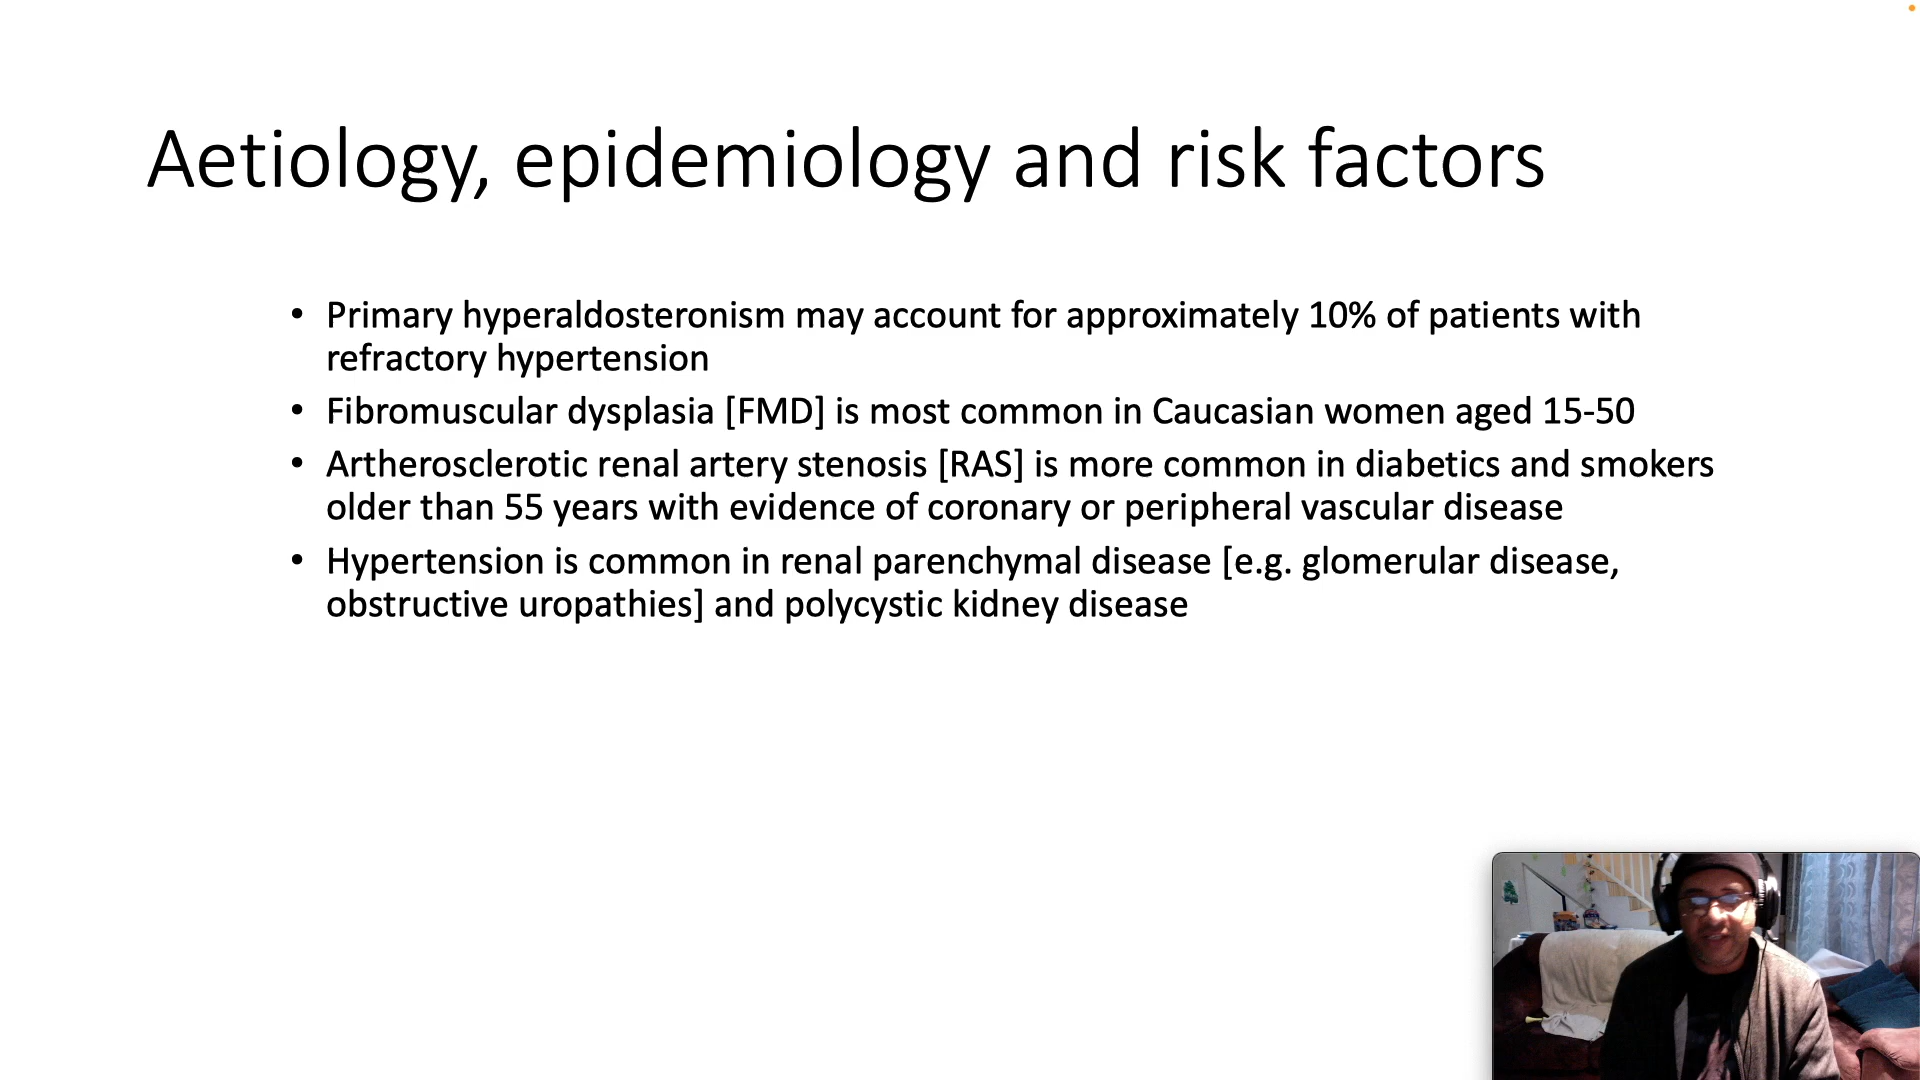 Aetiology, epidemiology and risk factors
• Primary hyperaldosteronism may account for approximately 10% of patients with
refractory hypertension
• Fibromuscular dysplasia [FMD] is most common in Caucasian women aged 15-50
• Artherosclerotic renal artery stenosis [RAS] is more common in diabetics and smokers
older than 55 years with evidence of coronary or peripheral vascular disease
• Hypertension is common in renal parenchymal disease [e.g. glomerular disease,
obstructive uropathies] and polycystic kidney disease